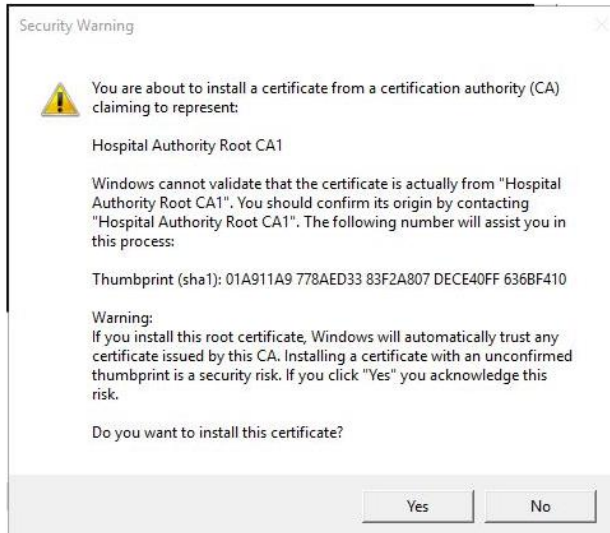 Security Warning
You are about to install a certificate from a certification authority (CA)
claiming to represent:
Hospital Authority Root CA1
Windows cannot validate that the certificate is actually from "Hospital
Authority Root CA1". You should confirm its origin by contacting
"Hospital Authority Root CA1". The following number will assist you in
this process:
Thumbprint (sha1): 01A911A9 778AED33 83F2A807 DECE40FF 636BF410
Warning:
If you install this root certificate, Windows will automatically trust any
certificate issued by this CA. Installing a certificate with an unconfirmed
thumbprint is a security risk. If you click "Yes" you acknowledge this
risk.
Do you want to install this certificate?
Yes No